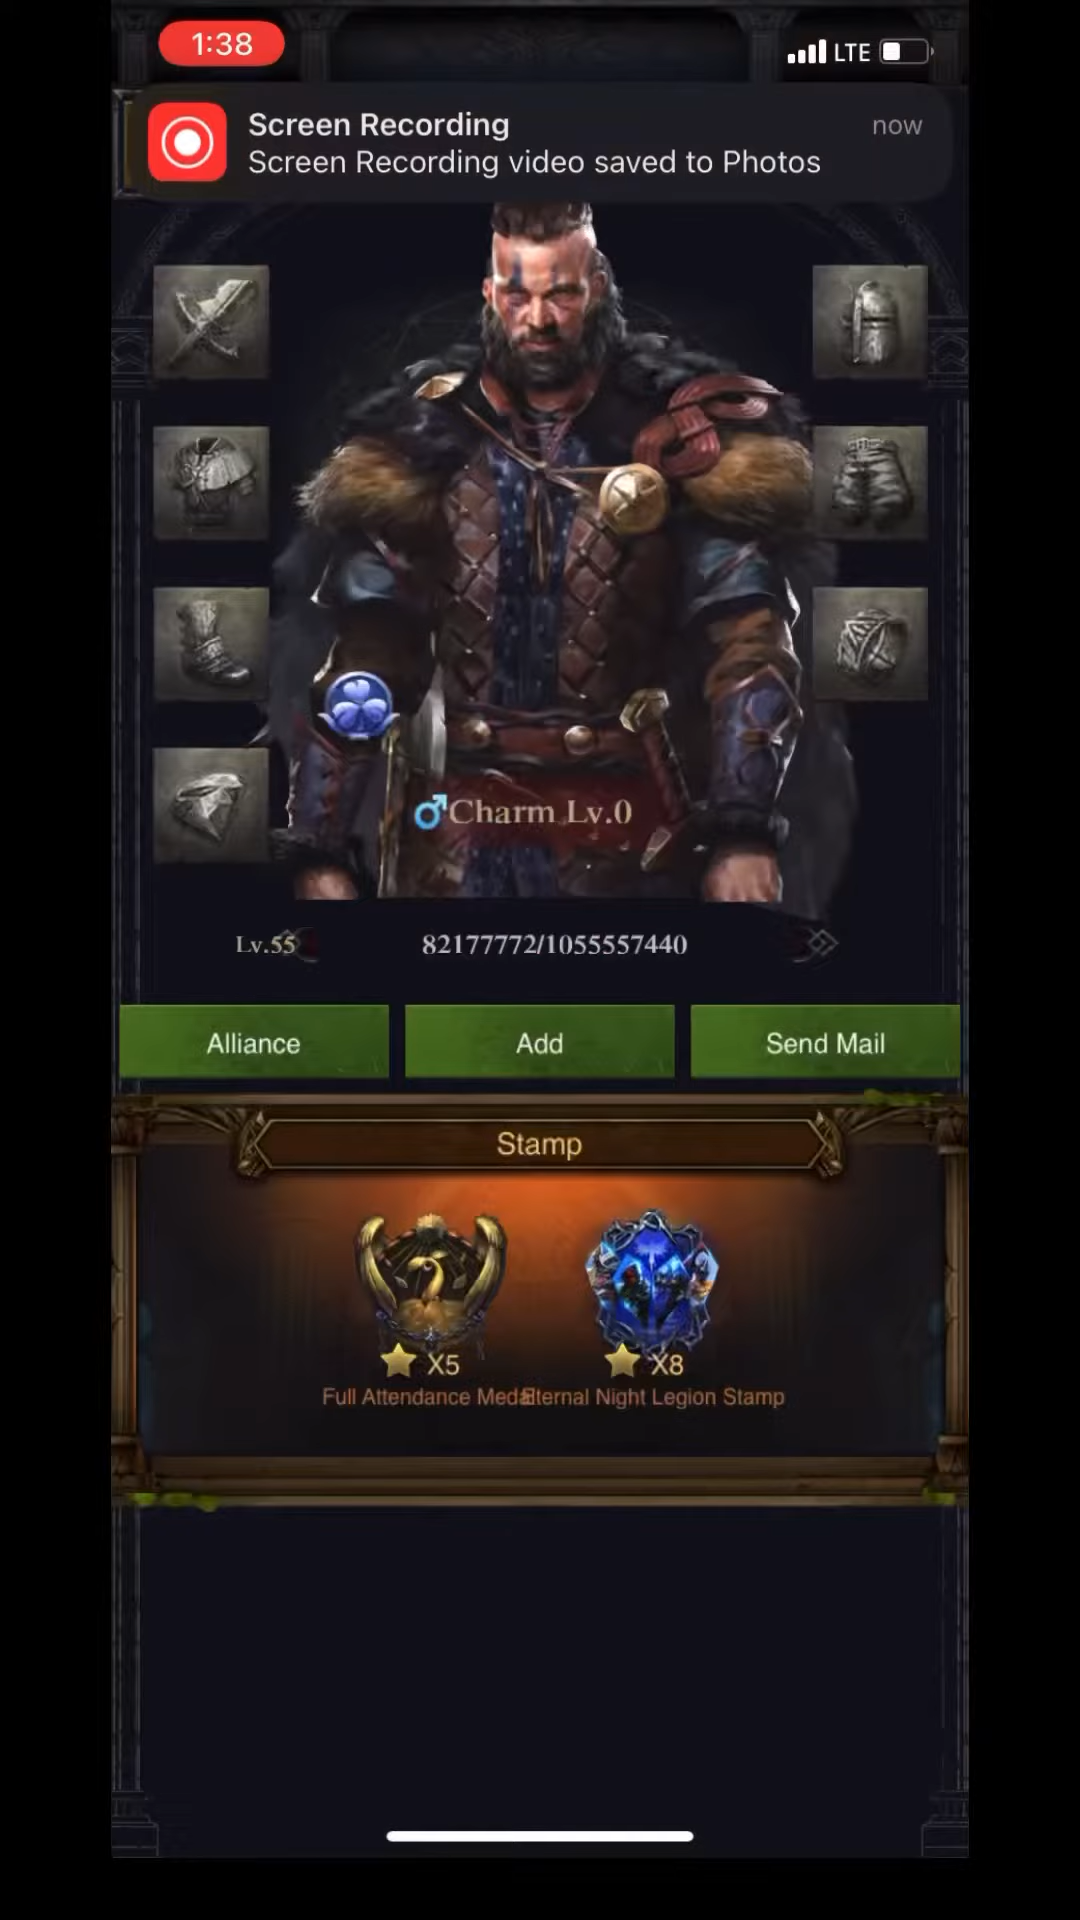 1:38
LTE
Screen Recording
now
Screen Recording video saved to Photos
Charm Lv.0
Lv.55
82177772/1055557440
Alliance
Add
Send Mail
Stamp
X5
X8
Full Attendance Medal
Eternal Night Legion Stamp